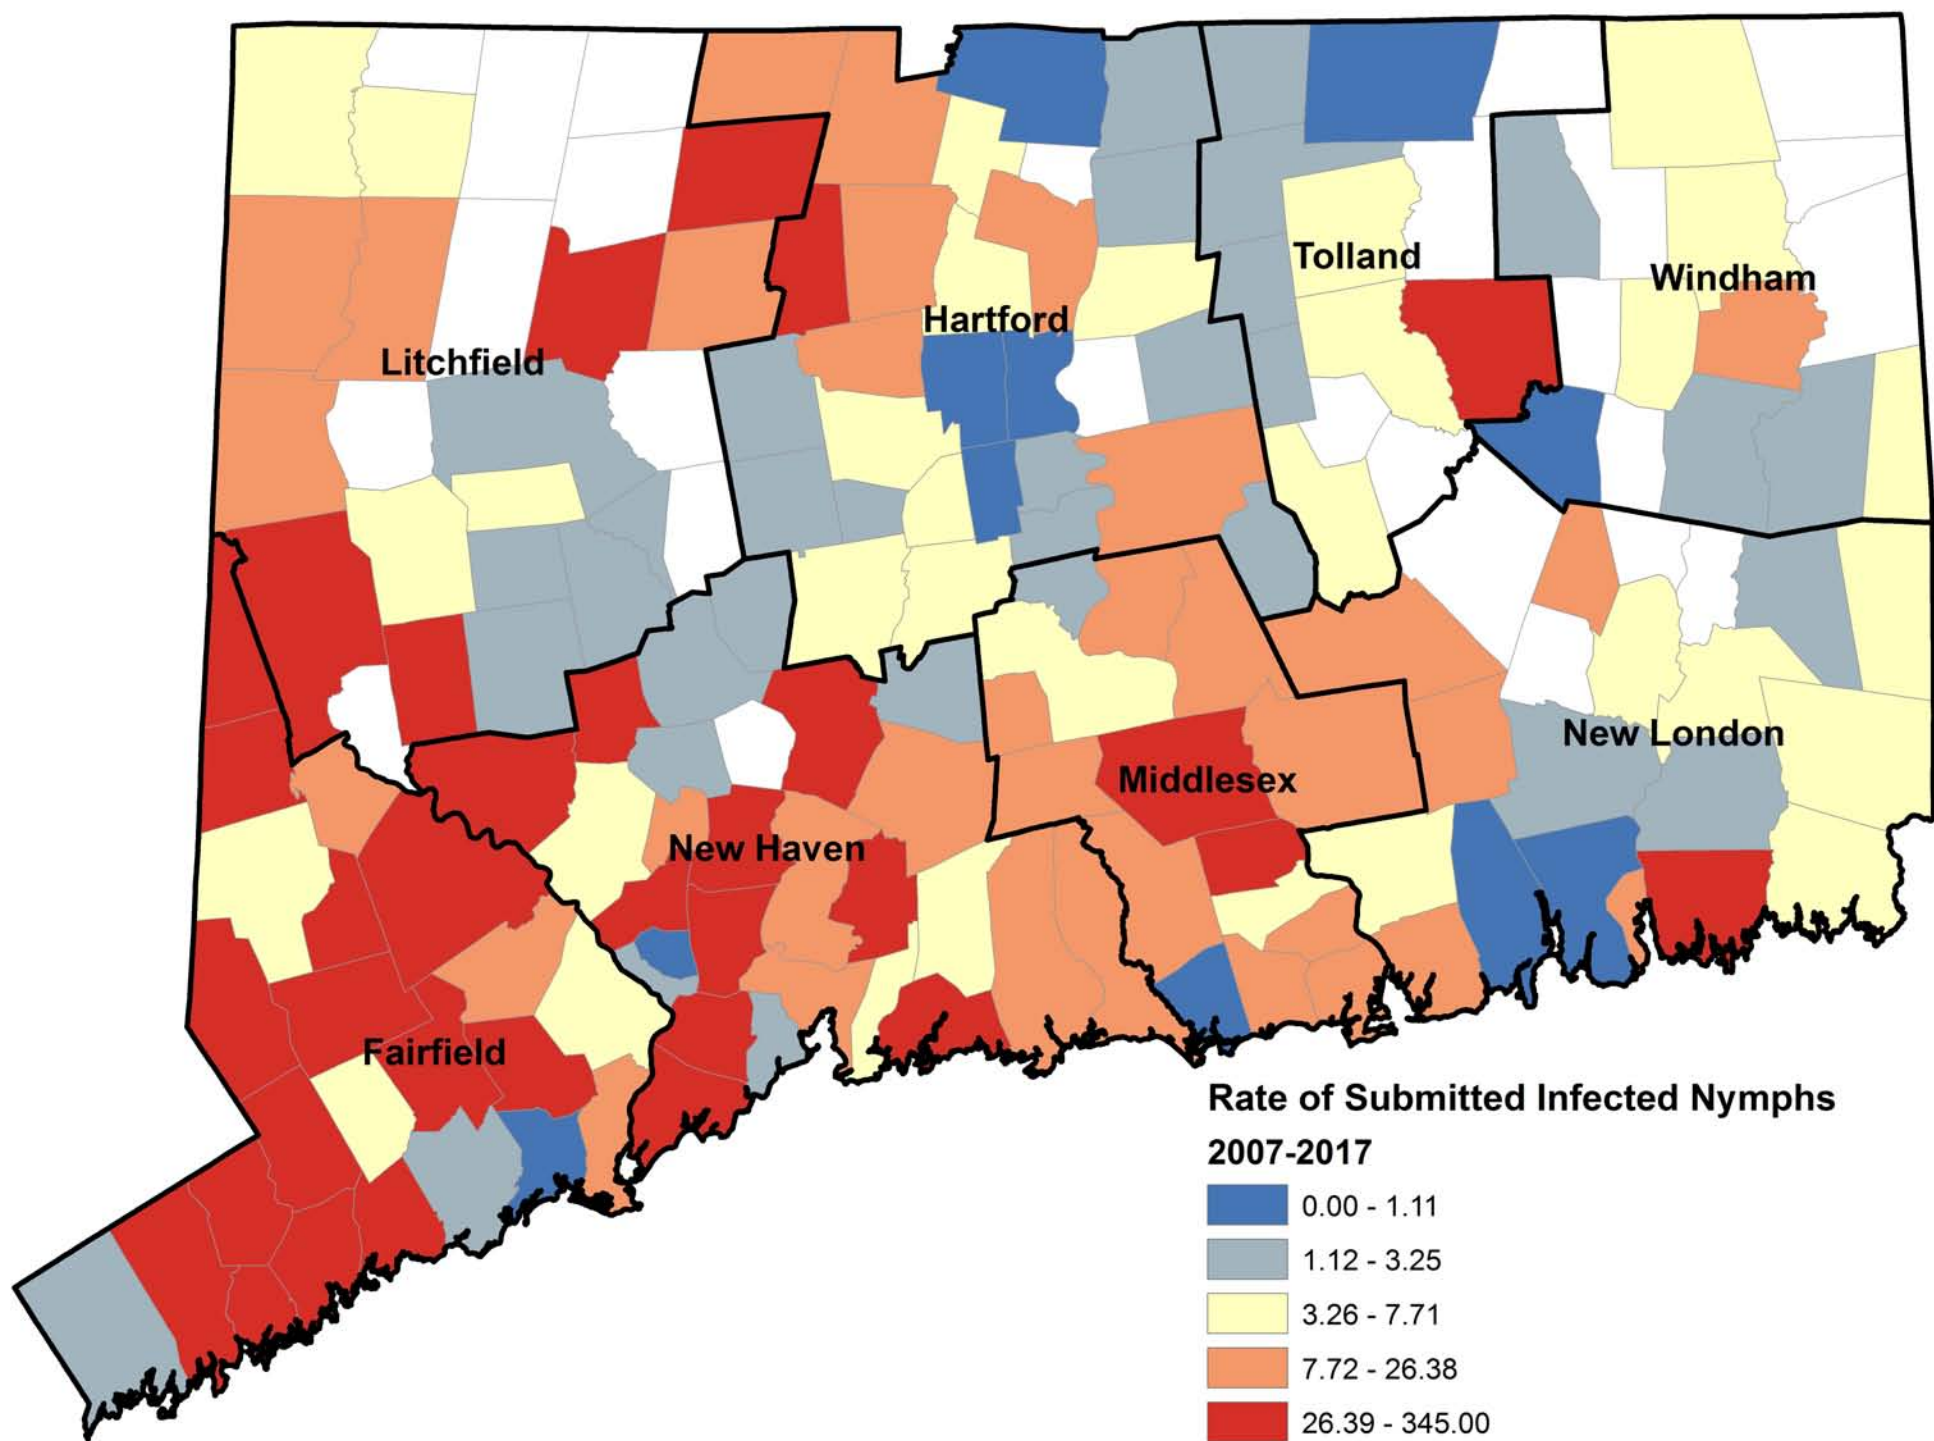 Tolland
Windham
Hartford
Litchfield
New London
Middlesex
New Haven
Fairfield
Rate of Submitted Infected Nymphs
2007-2017
0.00 - 1.11
1.12 - 3.25
3.26 - 7.71
7.72 - 26.38
26.39 - 345.00